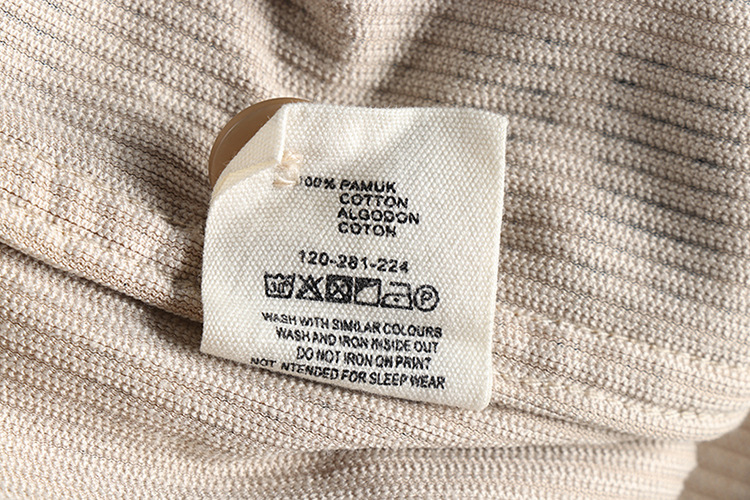 100% PAMUK
COTTON
ALGODON
COTON
120-281-224
30° P
WASH WITH SIMILAR COLOURS
WASH AND IRON INSIDE OUT
DO NOT IRON ON PRINT
NOT INTENDED FOR SLEEP WEAR